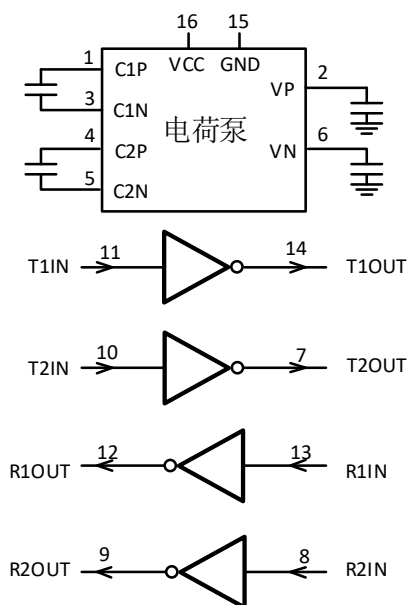 16 15
1 C1P VCC GND 2
VP
3 C1N
4 C2P 电荷泵 VN 6
5 C2N
T1IN 11 14 T1OUT
T2IN 10 7 T2OUT
R1OUT 12 13 R1IN
R2OUT 9 8 R2IN